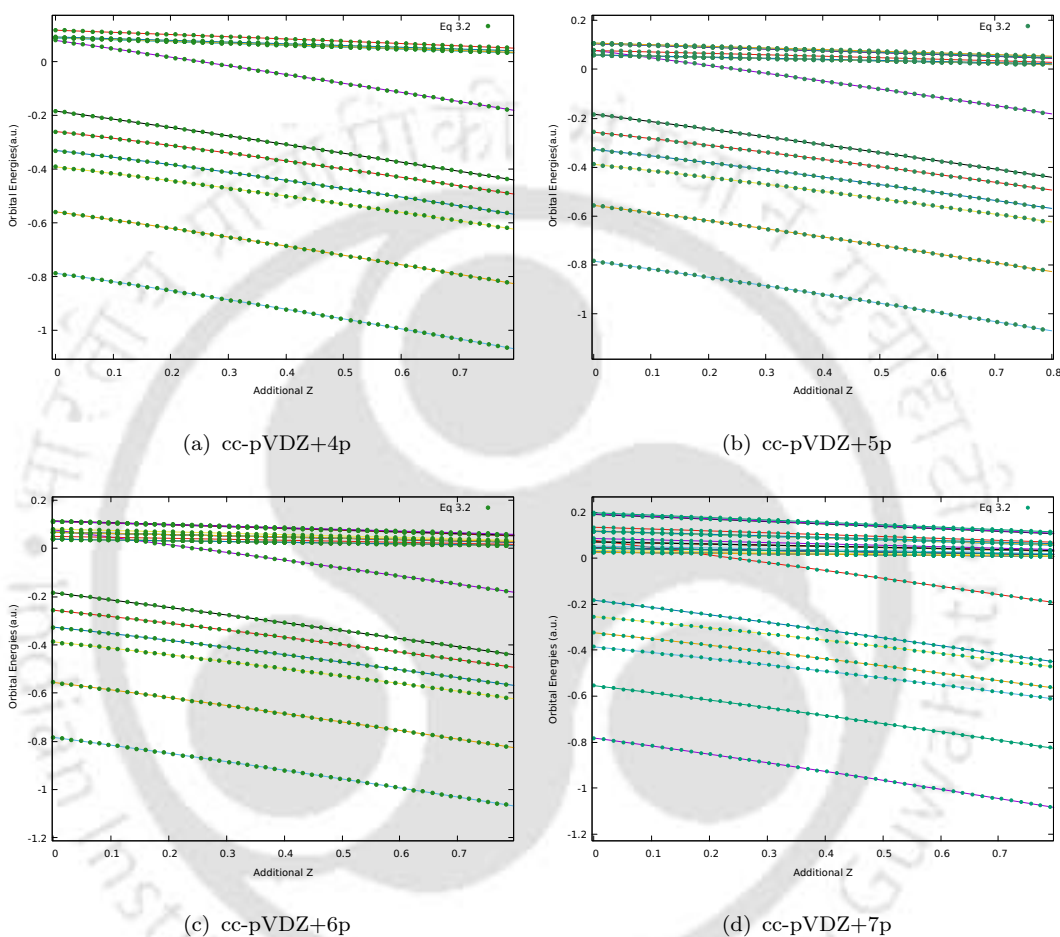 Eq 3.2
0
-0.2
-0.4
-0.6
-0.8
-1
Orbital Energies(a.u.)
0 0.1 0.2 0.3 0.4 0.5 0.6 0.7
Additional Z
(a) cc-pVDZ+4p
Eq 3.2
0.2
0
-0.2
-0.4
-0.6
-0.8
-1
Orbital Energies(a.u.)
0 0.1 0.2 0.3 0.4 0.5 0.6 0.7 0.8
Additional Z
(b) cc-pVDZ+5p
Eq 3.2
0.2
0
-0.2
-0.4
-0.6
-0.8
-1
-1.2
Orbital Energies (a.u.)
0 0.1 0.2 0.3 0.4 0.5 0.6 0.7
Additional Z
(c) cc-pVDZ+6p
Eq 3.2
0.2
0
-0.2
-0.4
-0.6
-0.8
-1
-1.2
Orbital Energies (a.u.)
0 0.1 0.2 0.3 0.4 0.5 0.6 0.7
Additional Z
(d) cc-pVDZ+7p